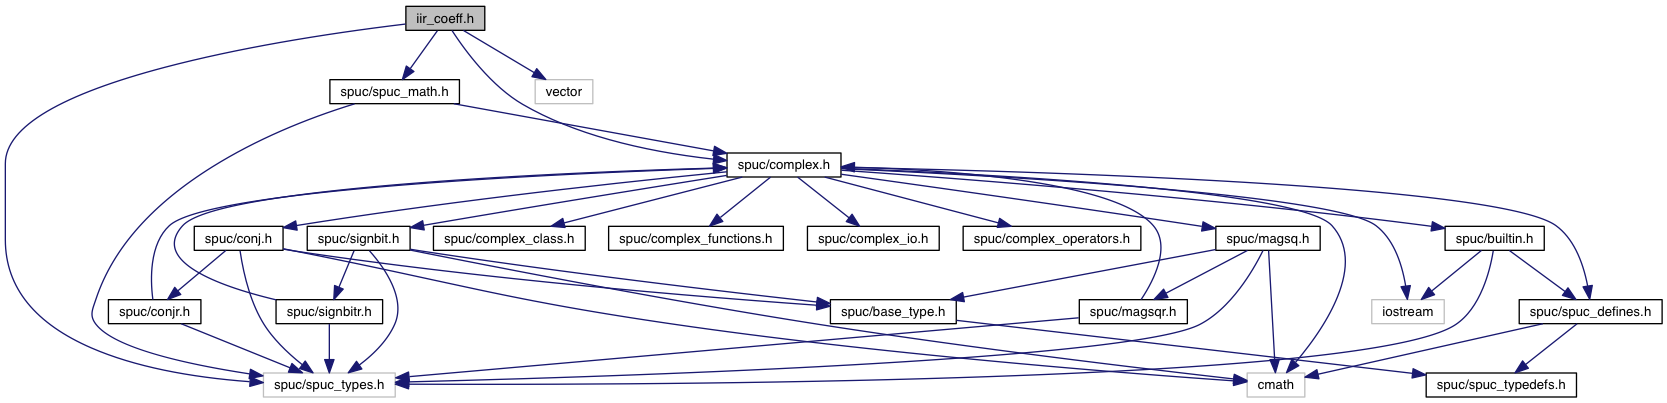 iir_coeff.h
spuc/spuc_math.h
vector
spuc/complex.h
spuc/conj.h
spuc/signbit.h
spuc/complex_class.h
spuc/complex_functions.h
spuc/complex_io.h
spuc/complex_operators.h
spuc/magsq.h
spuc/builtin.h
spuc/conjr.h
spuc/signbitr.h
spuc/base_type.h
spuc/magsqr.h
iostream
spuc/spuc_defines.h
spuc/spuc_types.h
cmath
spuc/spuc_typedefs.h